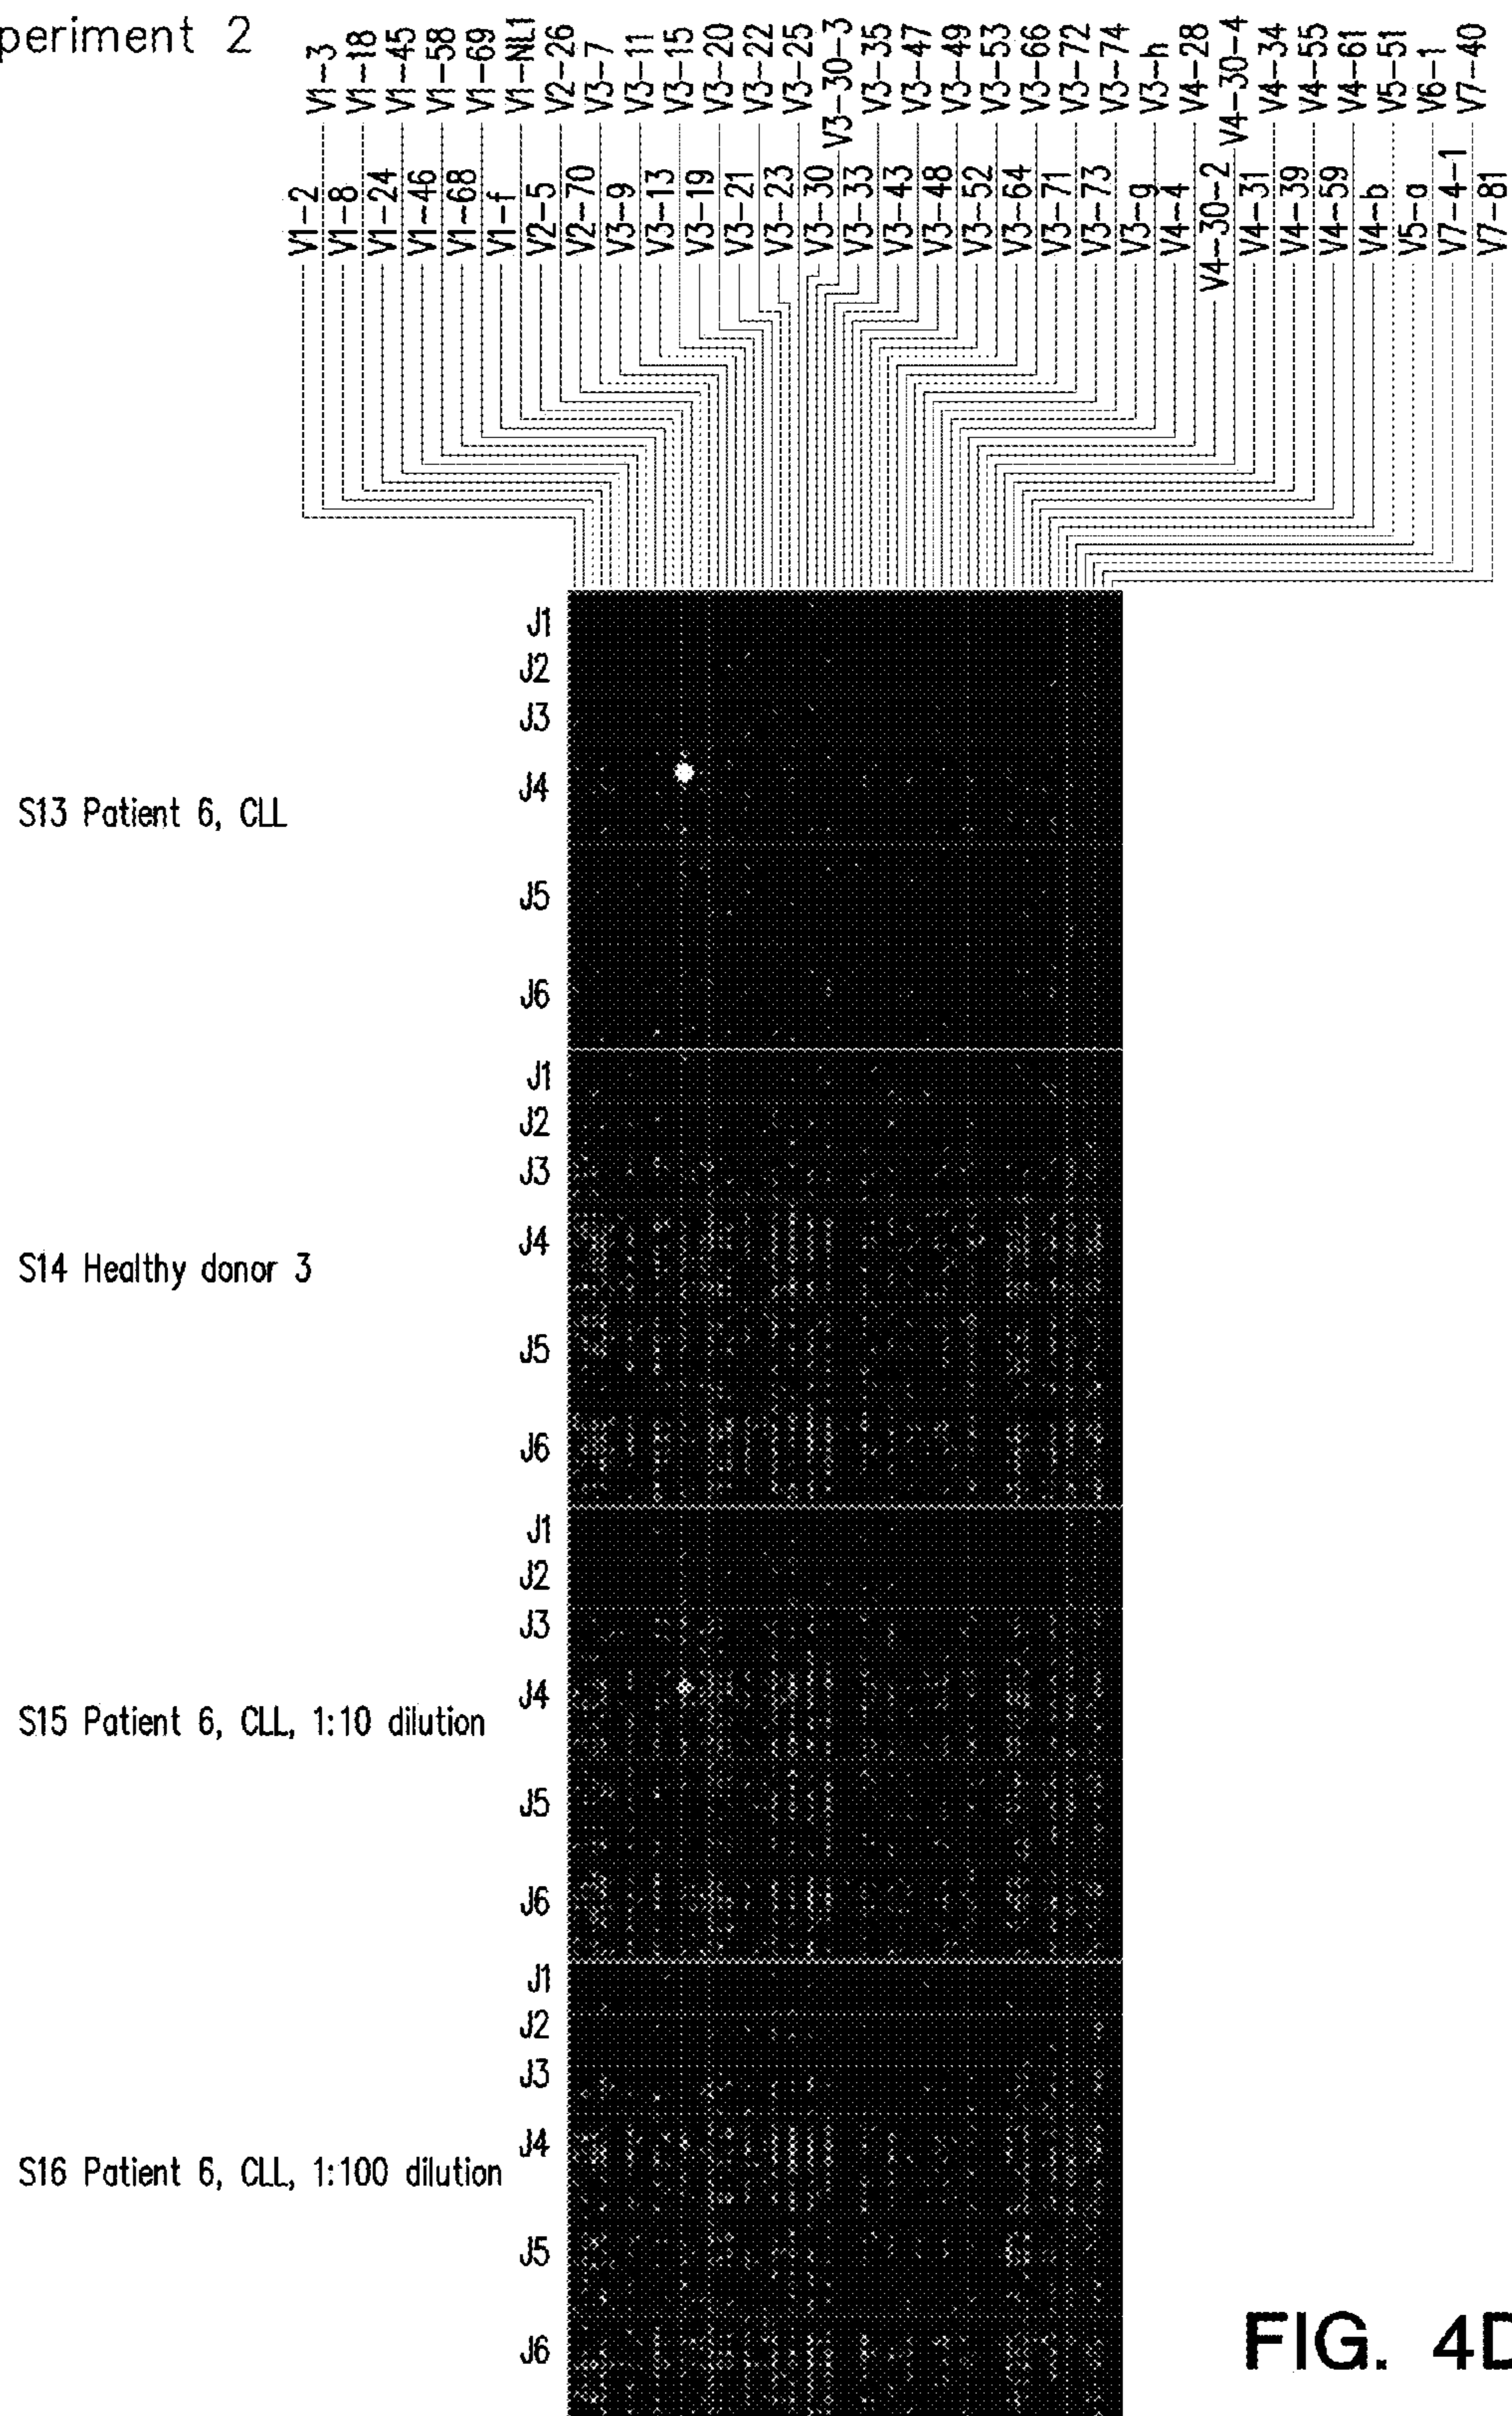 periment 2
V1-3
V1-18
V1-45
V1-58
V1-69
V1-NL1
V2-26
V3-7
V3-11
V3-15
V3-20
V3-22
V3-25
V3-30-3
V3-35
V3-47
V3-49
V3-53
V3-66
V3-72
V3-74
V3-h
V4-28
V4-30-4
V4-34
V4-55
V4-61
V5-51
V6-1
V7-40
V1-2
V1-8
V1-24
V1-46
V1-68
V1-f
V2-5
V2-70
V3-9
V3-13
V3-19
V3-21
V3-23
V3-30
V3-33
V3-43
V3-48
V3-52
V3-64
V3-71
V3-73
V3-g
V4-4
V4-30-2
V4-31
V4-39
V4-59
V4-b
V5-a
V7-4-1
V7-81
S13 Patient 6, CLL
J1
J2
J3
J4
J5
J6
S14 Healthy donor 3
J1
J2
J3
J4
J5
J6
S15 Patient 6, CLL, 1:10 dilution
J1
J2
J3
J4
J5
J6
S16 Patient 6, CLL, 1:100 dilution
J1
J2
J3
J4
J5
J6
FIG. 4D